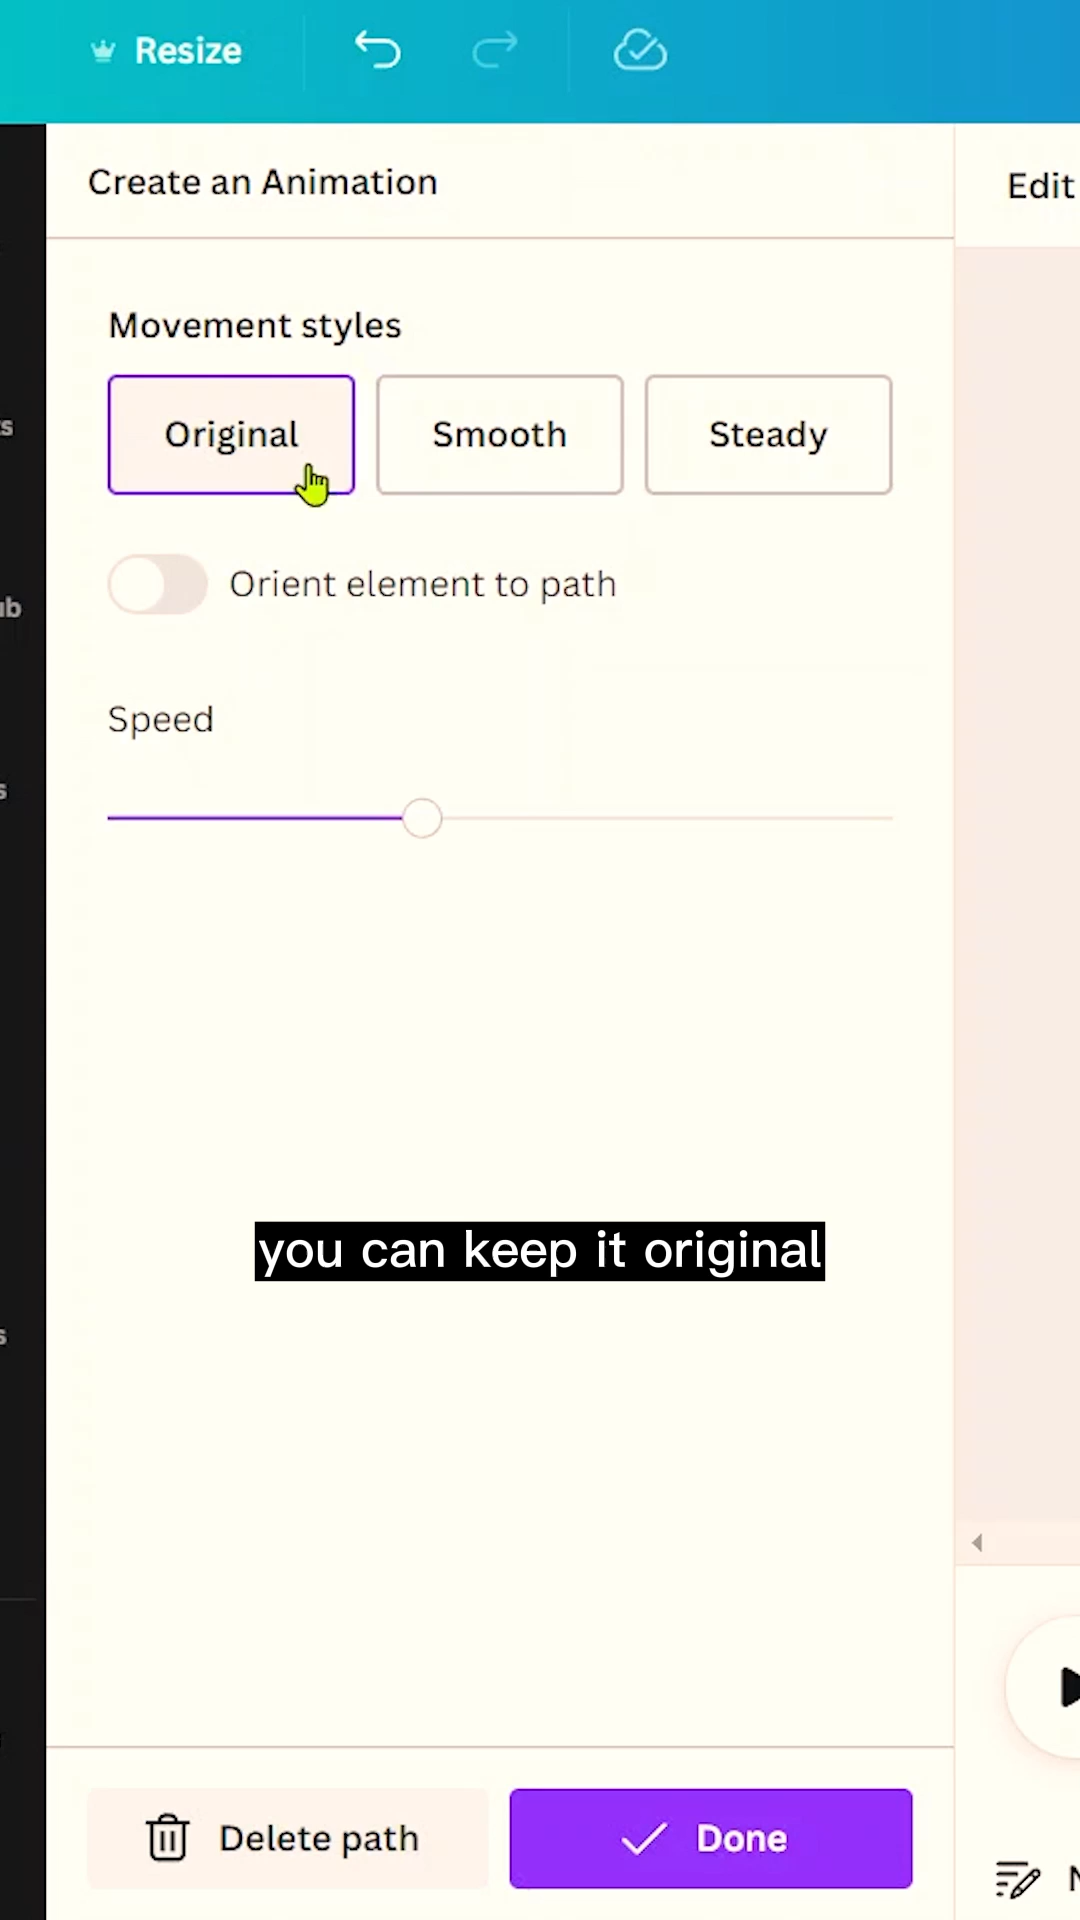 Resize
Create an Animation
Edit
Movement styles
Original
Smooth
Steady
Orient element to path
Speed
you can keep it original
Delete path
Done